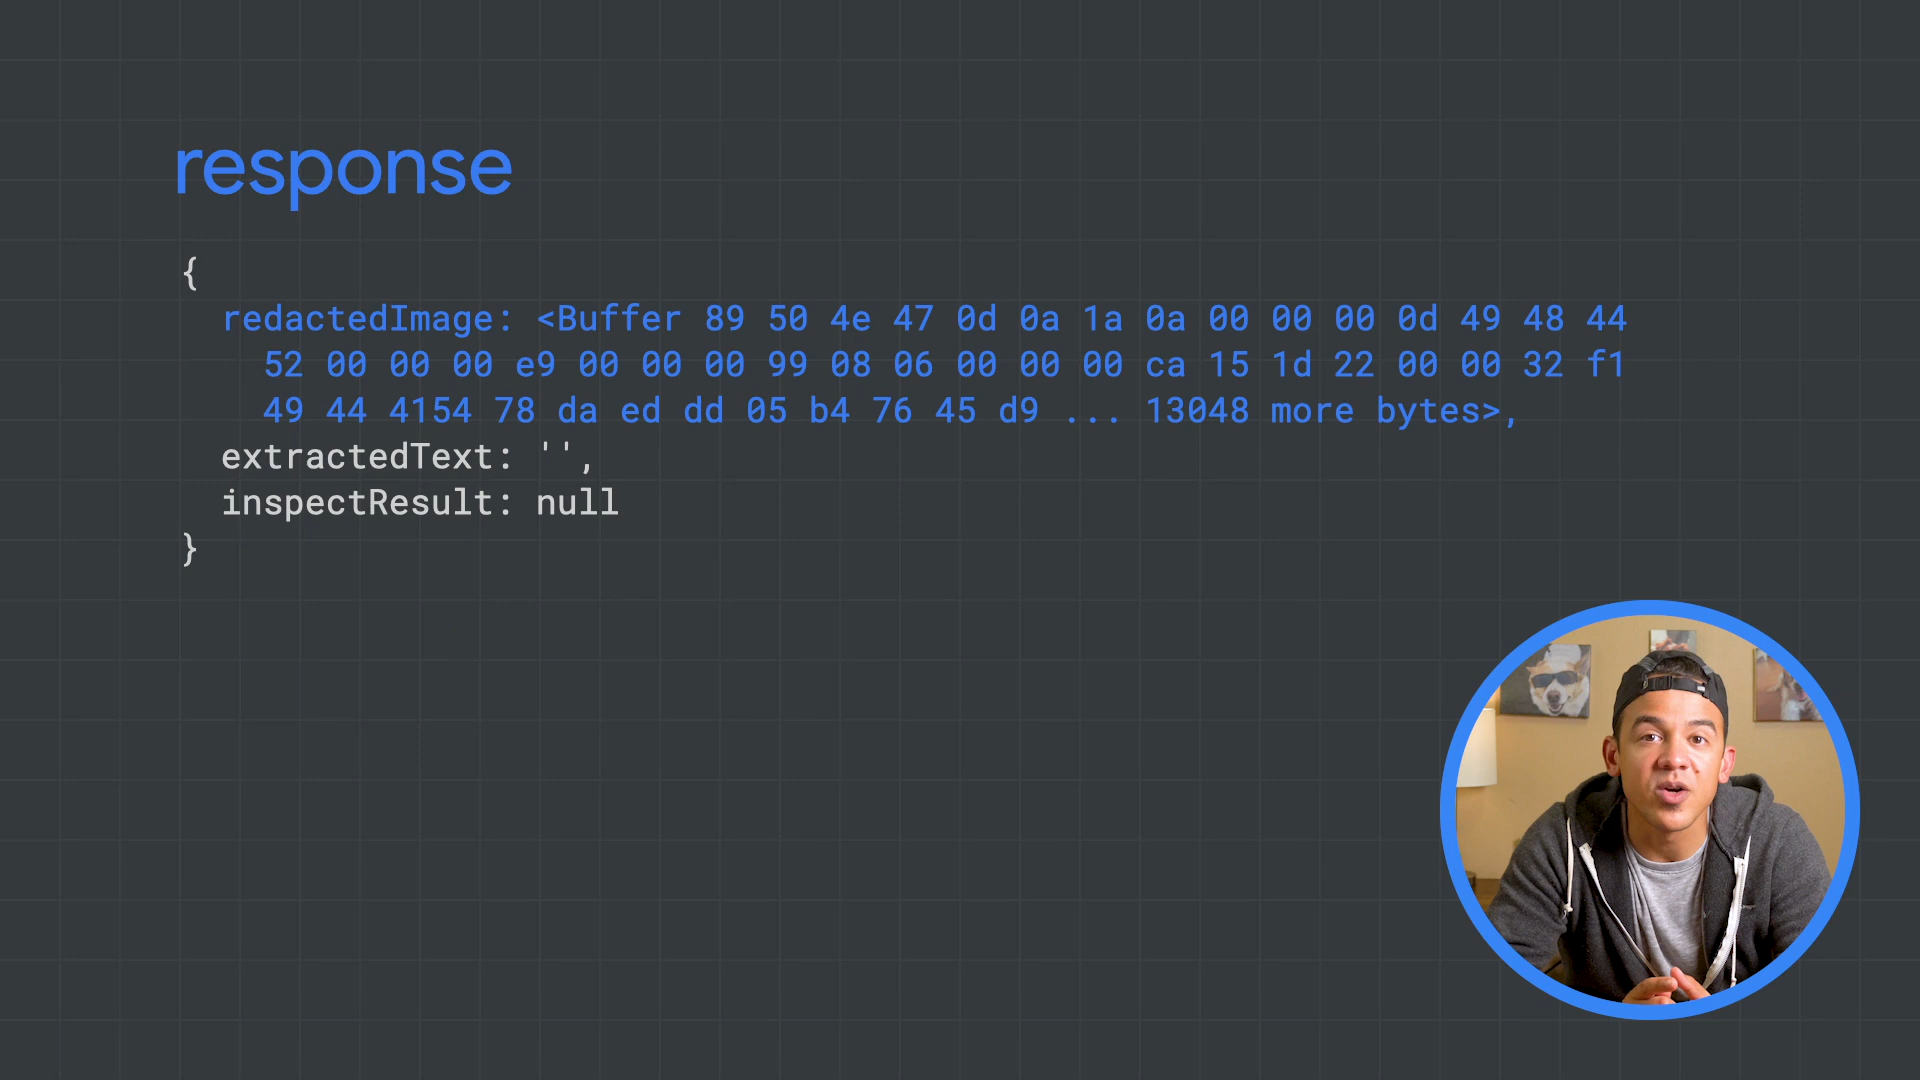 response
{
redactedImage: <Buffer 89 50 4e 47 0d 0a 1a 0a 00 00 00 0d 49 48 44
52 00 00 00 e9 00 00 00 99 08 06 00 00 00 ca 15 1d 22 00 00 32 f1
49 44 4154 78 da ed dd 05 b4 76 45 d9 ... 13048 more bytes>,
extractedText: '',
inspectResult: null
}